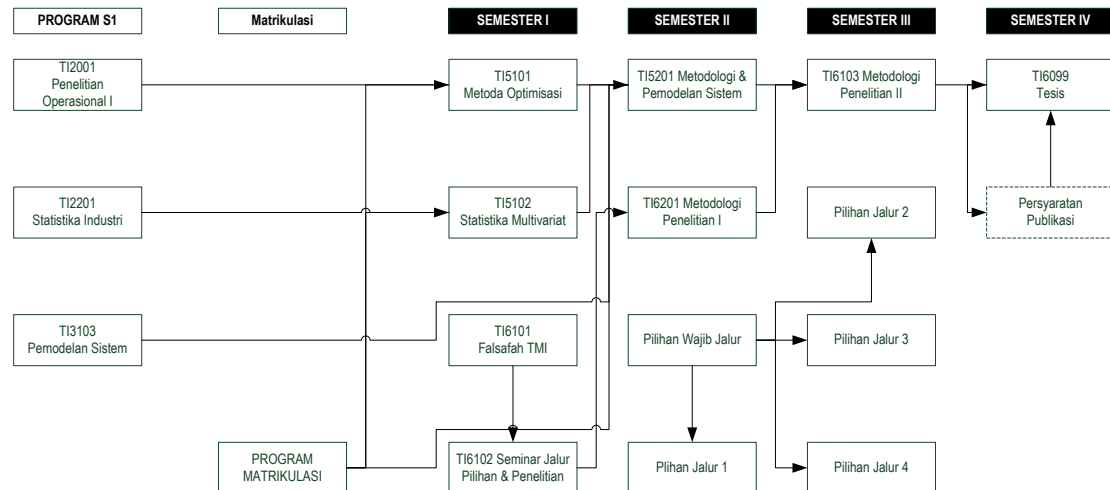 PROGRAM S1
Matrikulasi
SEMESTER I
SEMESTER II
SEMESTER III
SEMESTER IV
TI2001
Penelitian
Operasional I
TI5101
Metoda Optimisasi
TI5201 Metodologi &
Pemodelan Sistem
TI6103 Metodologi
Penelitian II
TI6099
Tesis
TI2201
Statistika Industri
TI5102
Statistika Multivariat
TI6201 Metodologi
Penelitian I
Pilihan Jalur 2
Persyaratan
Publikasi
TI3103
Pemodelan Sistem
TI6101
Falsafah TMI
Pilihan Wajib Jalur
Pilihan Jalur 3
PROGRAM
MATRIKULASI
TI6102 Seminar Jalur
Pilihan & Penelitian
Plihan Jalur 1
Pilihan Jalur 4